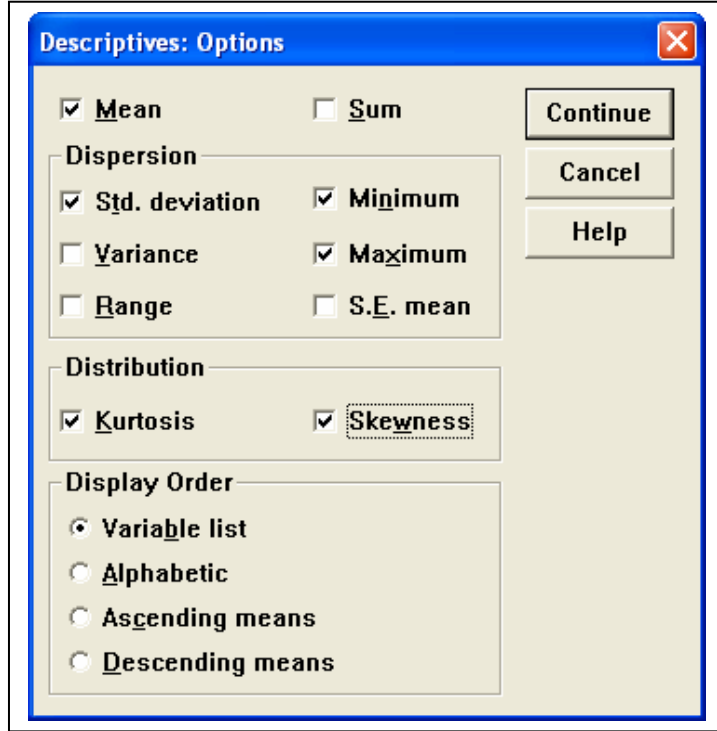 Descriptives: Options
Mean
Sum
Continue
Dispersion
Cancel
Std. deviation
Minimum
Help
Variance
Maximum
Range
S.E. mean
Distribution
Kurtosis
Skewness
Display Order
Variable list
Alphabetic
Ascending means
Descending means